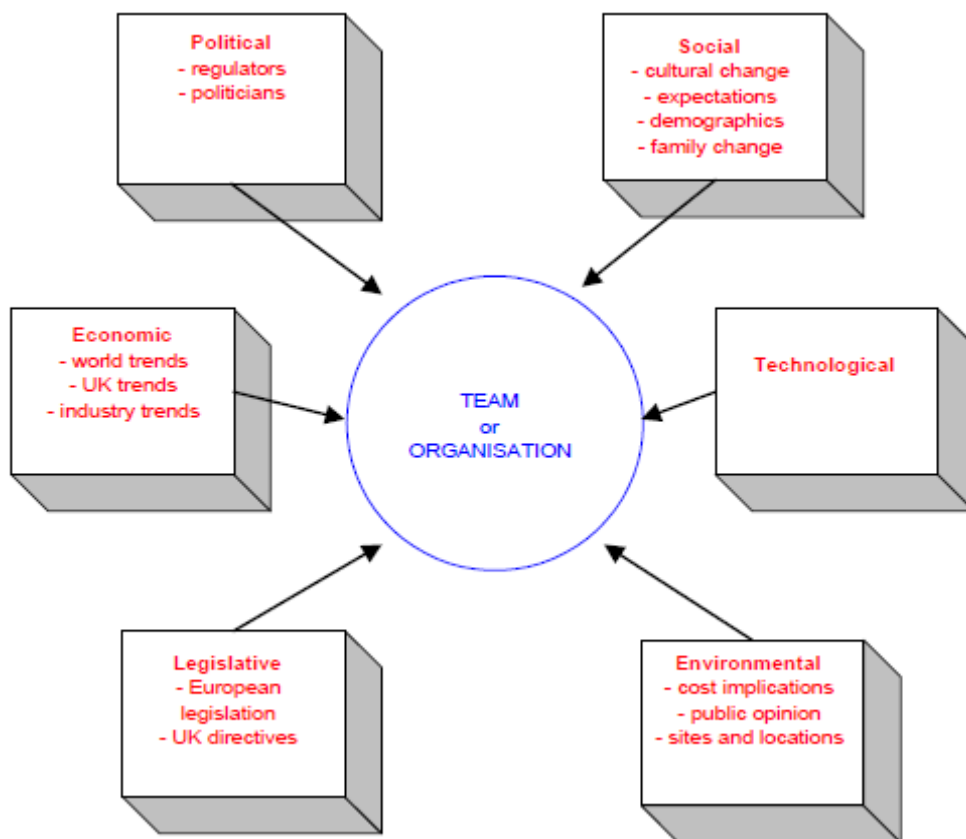 Political
- regulators
- politicians
Social
- cultural change
- expectations
- demographics
- family change
Economic
- world trends
- UK trends
- industry trends
TEAM
or
ORGANISATION
Technological
Legislative
- European
legislation
- UK directives
Environmental
- cost implications
- public opinion
- sites and locations